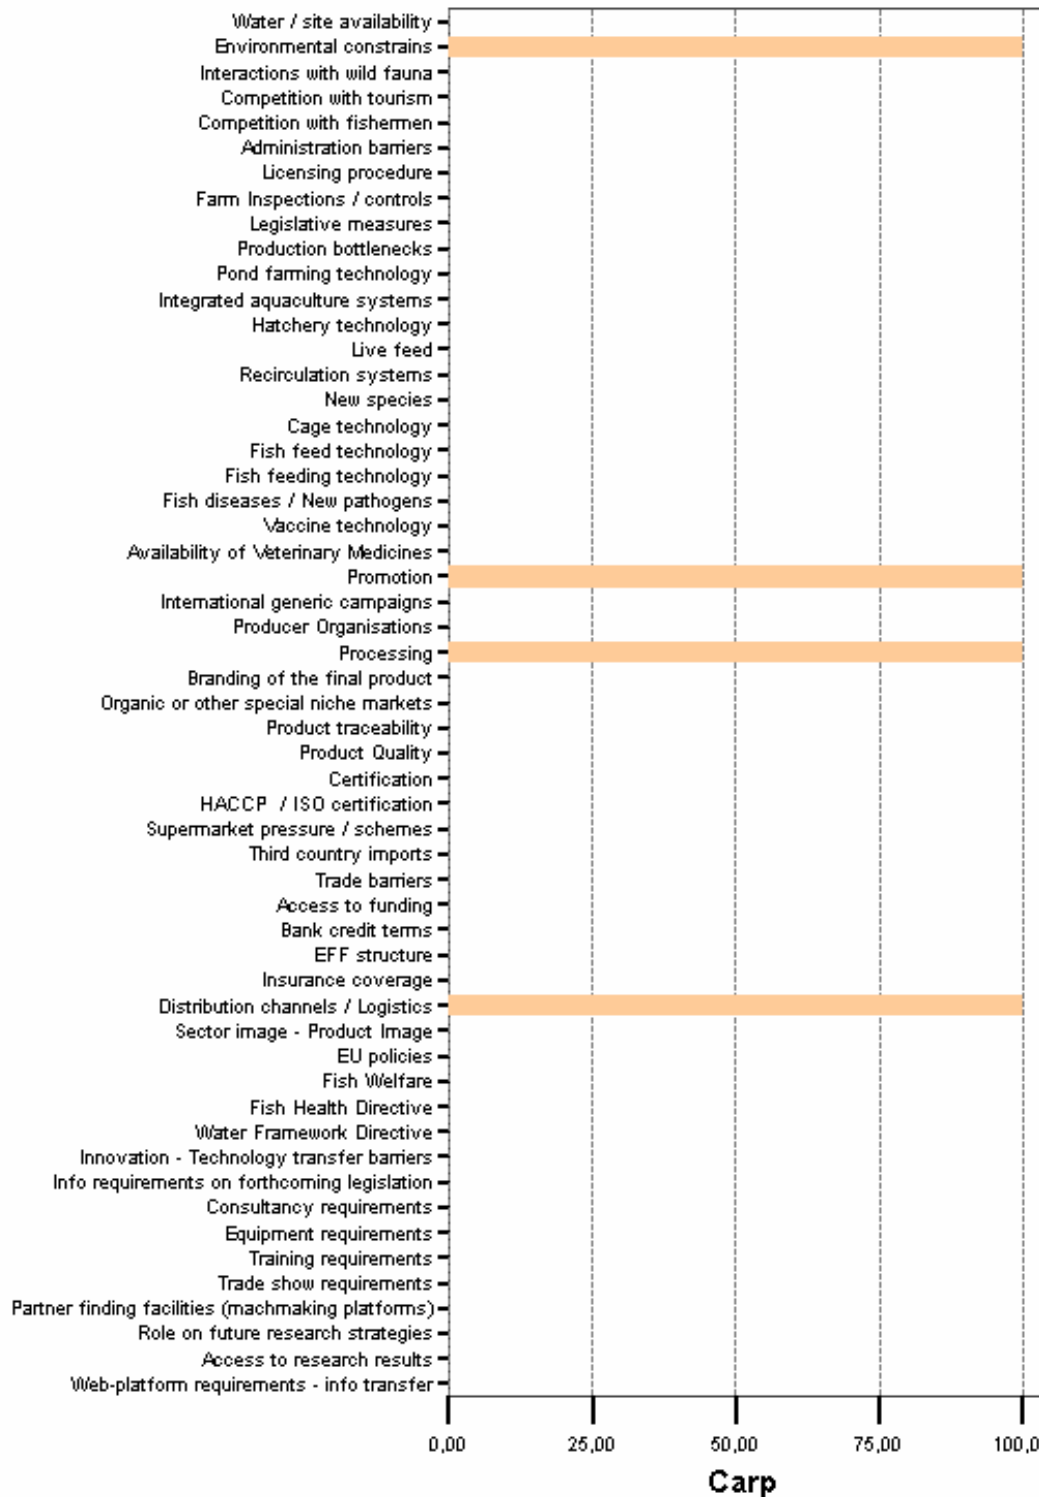 Water / site availability
Environmental constrains
Interactions with wild fauna
Competition with tourism
Competition with fishermen
Administration barriers
Licensing procedure
Farm Inspections / controls
Legislative measures
Production bottlenecks
Pond farming technology
Integrated aquaculture systems
Hatchery technology
Live feed
Recirculation systems
New species
Cage technology
Fish feed technology
Fish feeding technology
Fish diseases / New pathogens
Vaccine technology
Availability of Veterinary Medicines
Promotion
International generic campaigns
Producer Organisations
Processing
Branding of the final product
Organic or other special niche markets
Product traceability
Product Quality
Certification
HACCP / ISO certification
Supermarket pressure / schemes
Third country imports
Trade barriers
Access to funding
Bank credit terms
EFF structure
Insurance coverage
Distribution channels / Logistics
Sector image - Product Image
EU policies
Fish Welfare
Fish Health Directive
Water Framework Directive
Innovation - Technology transfer barriers
Info requirements on forthcoming legislation
Consultancy requirements
Equipment requirements
Training requirements
Trade show requirements
Partner finding facilities (machmaking platforms)
Role on future research strategies
Access to research results
Web-platform requirements - info transfer
0,00 25,00 50,00 75,00 100,0
Carp